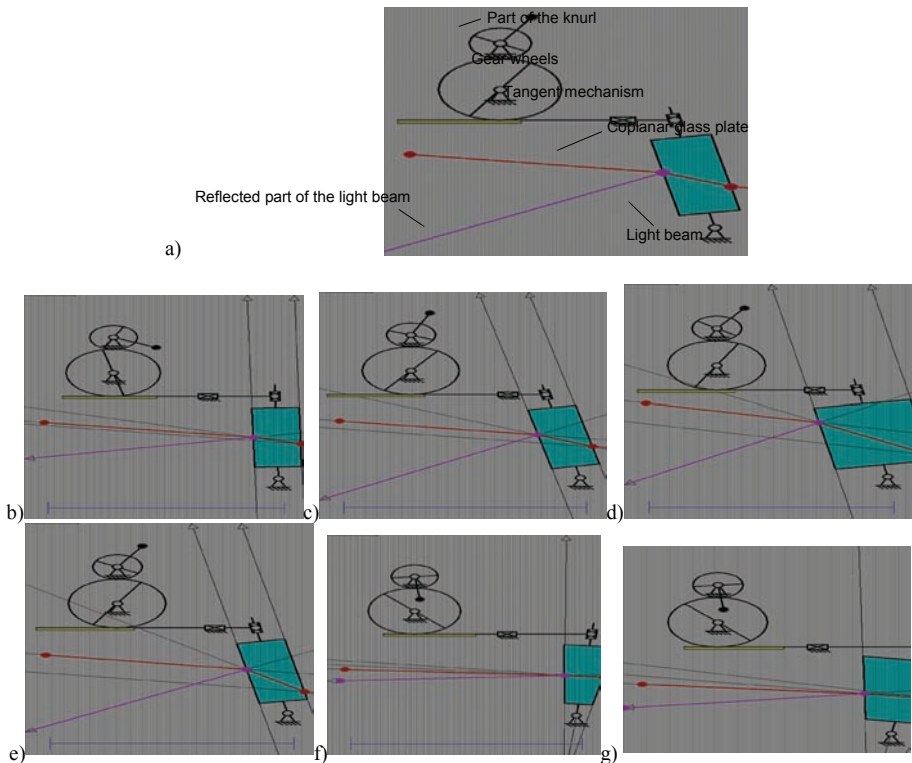 Part of the knurl
Gear wheels
Tangent mechanism
Coplanar glass plate
Reflected part of the light beam
Light beam
a)
b)
c)
d)
e)
f)
g)